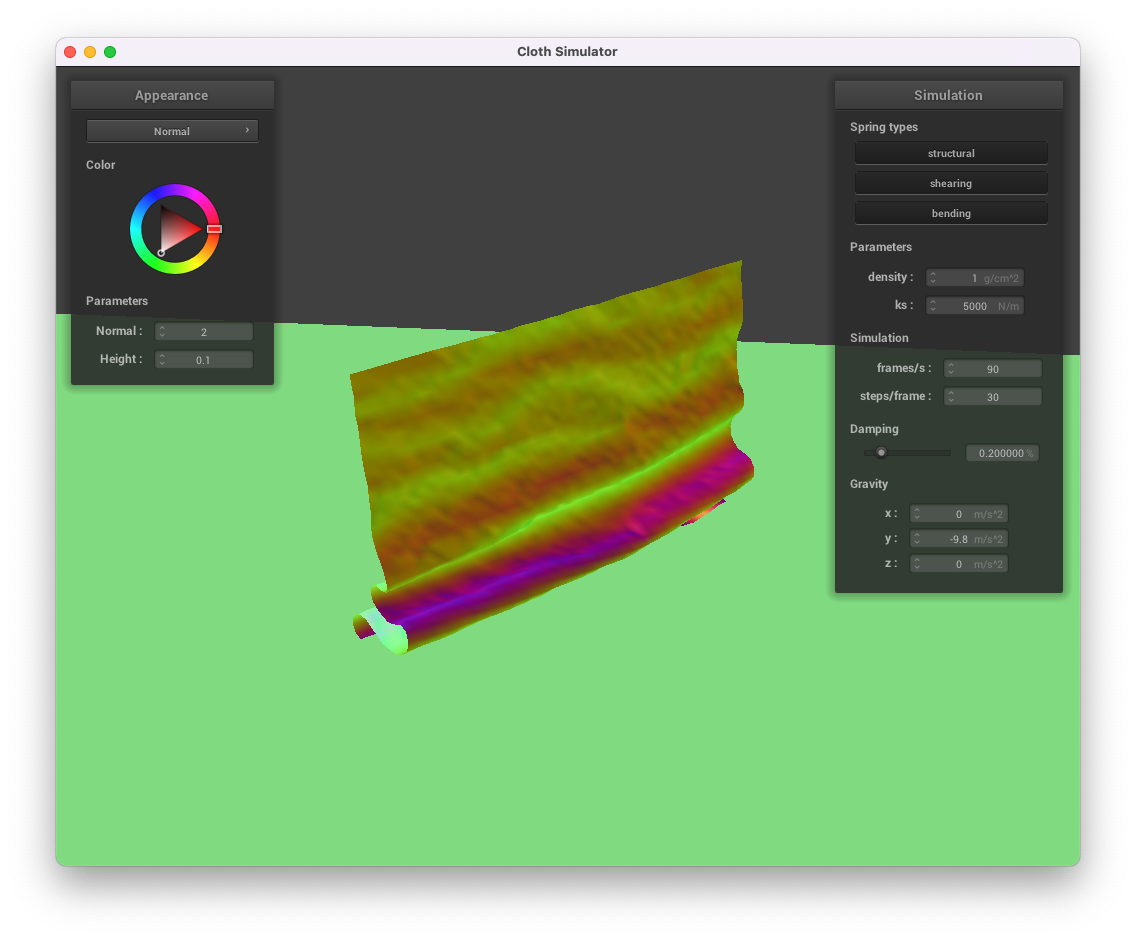 Cloth Simulator
Appearance
Normal
Color
Parameters
Normal : 2
Height : 0.1
Simulation
Spring types
structural
shearing
bending
Parameters
density : 1 g/cm^2
ks : 5000 N/m
Simulation
frames/s : 90
steps/frame : 30
Damping
0.200000 %
Gravity
x : 0 m/s^2
y : -9.8 m/s^2
z : 0 m/s^2